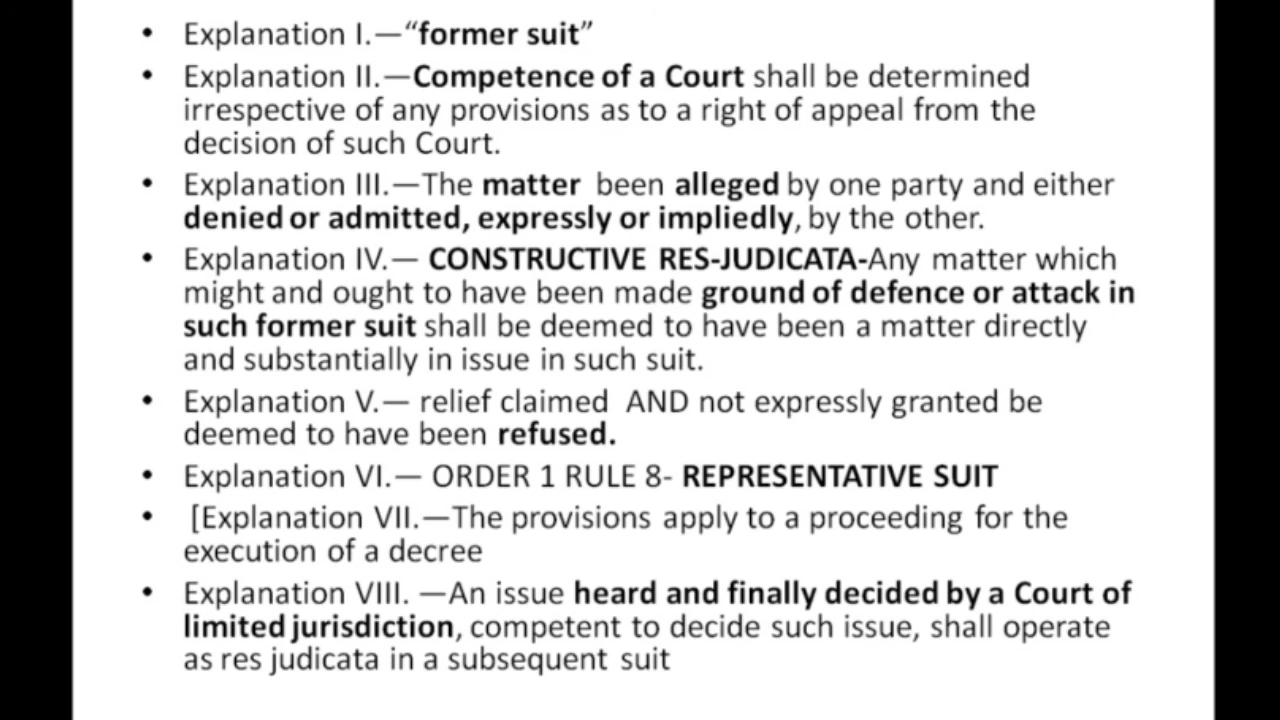 • Explanation I.—“former suit”
• Explanation II.—Competence of a Court shall be determined
irrespective of any provisions as to a right of appeal from the
decision of such Court.
• Explanation III.—The matter been alleged by one party and either
denied or admitted, expressly or impliedly, by the other.
• Explanation IV.— CONSTRUCTIVE RES-JUDICATA-Any matter which
might and ought to have been made ground of defence or attack in
such former suit shall be deemed to have been a matter directly
and substantially in issue in such suit.
• Explanation V.— relief claimed AND not expressly granted be
deemed to have been refused.
• Explanation VI.— ORDER 1 RULE 8- REPRESENTATIVE SUIT
• [Explanation VII.—The provisions apply to a proceeding for the
execution of a decree
• Explanation VIII. —An issue heard and finally decided by a Court of
limited jurisdiction, competent to decide such issue, shall operate
as res judicata in a subsequent suit